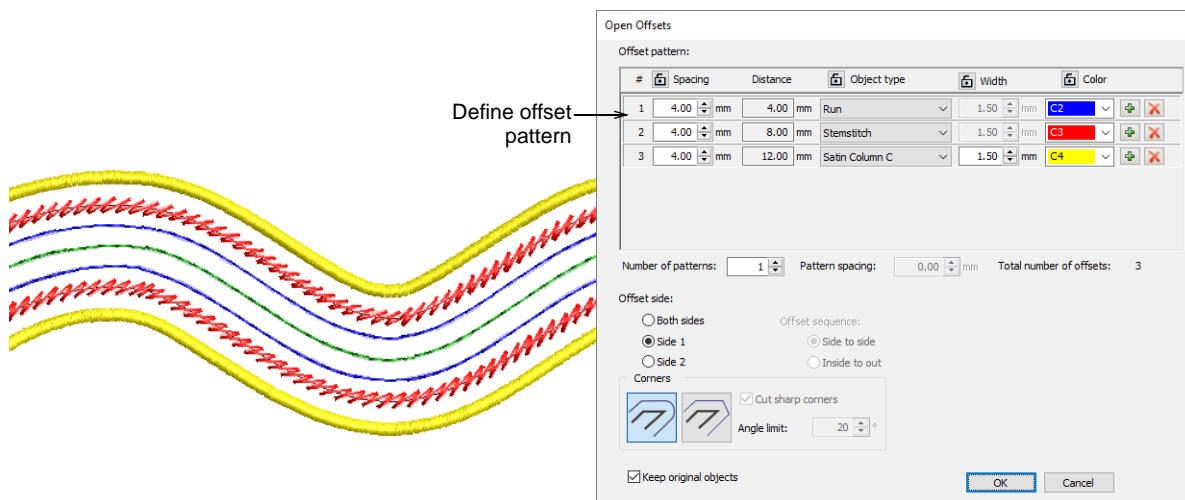 Open Offsets
Offset pattern:
# Spacing Distance Object type Width Color
Define offset pattern
1 4.00 mm 4.00 mm Run 1.50 mm C2
2 4.00 mm 8.00 mm Stemstitch 1.50 mm C3
3 4.00 mm 12.00 mm Satin Column C 1.50 mm C4
Number of patterns: 1 Pattern spacing: 0.00 mm Total number of offsets: 3
Offset side:
Both sides Offset sequence:
Side 1 Side to side
Side 2 Inside to out
Corners
Cut sharp corners
Angle limit: 20 °
Keep original objects
OK Cancel